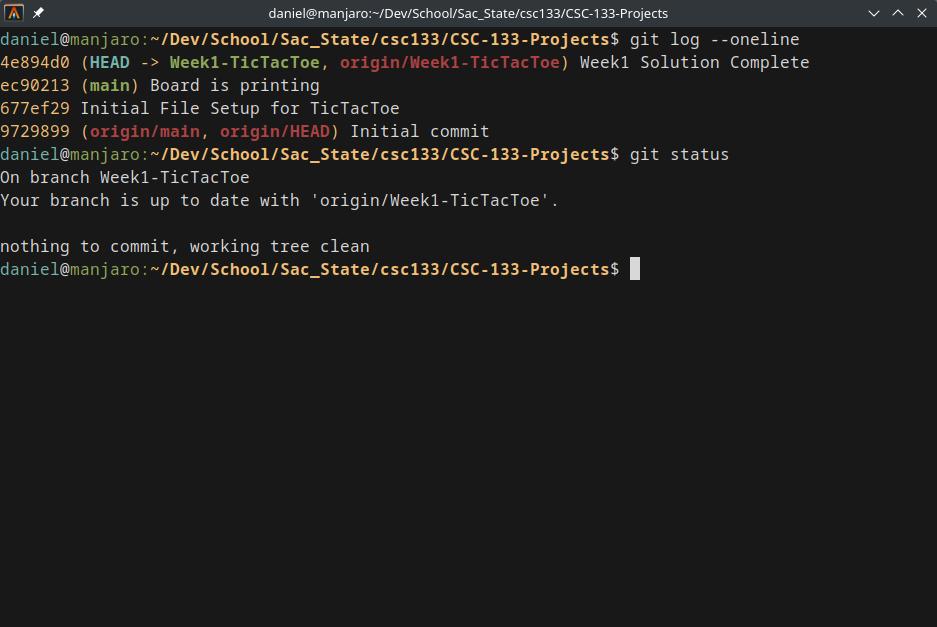 daniel@manjaro:~/Dev/School/Sac_State/csc133/CSC-133-Projects
daniel@manjaro:~/Dev/School/Sac_State/csc133/CSC-133-Projects$ git log --oneline
4e894d0 (HEAD -> Week1-TicTacToe, origin/Week1-TicTacToe) Week1 Solution Complete
ec90213 (main) Board is printing
677ef29 Initial File Setup for TicTacToe
9729899 (origin/main, origin/HEAD) Initial commit
daniel@manjaro:~/Dev/School/Sac_State/csc133/CSC-133-Projects$ git status
On branch Week1-TicTacToe
Your branch is up to date with 'origin/Week1-TicTacToe'.
nothing to commit, working tree clean
daniel@manjaro:~/Dev/School/Sac_State/csc133/CSC-133-Projects$